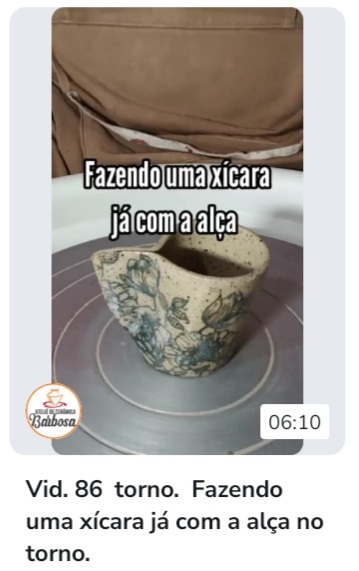 Fazendo uma xícara
já com a alça
ATELIÊ DE CERÂMICA
Barbosa
06:10
Vid. 86 torno. Fazendo
uma xícara já com a alça no
torno.